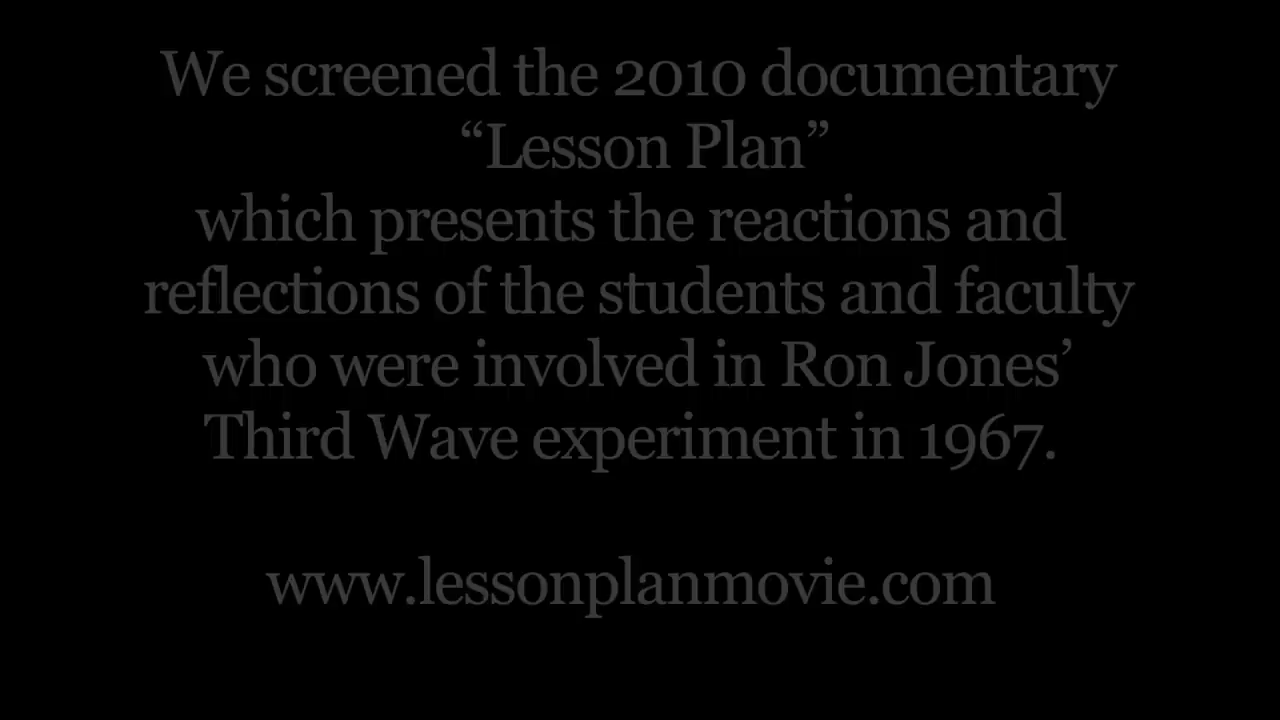 We screened the 2010 documentary
“Lesson Plan”
which presents the reactions and
reflections of the students and faculty
who were involved in Ron Jones’
Third Wave experiment in 1967.
www.lessonplanmovie.com